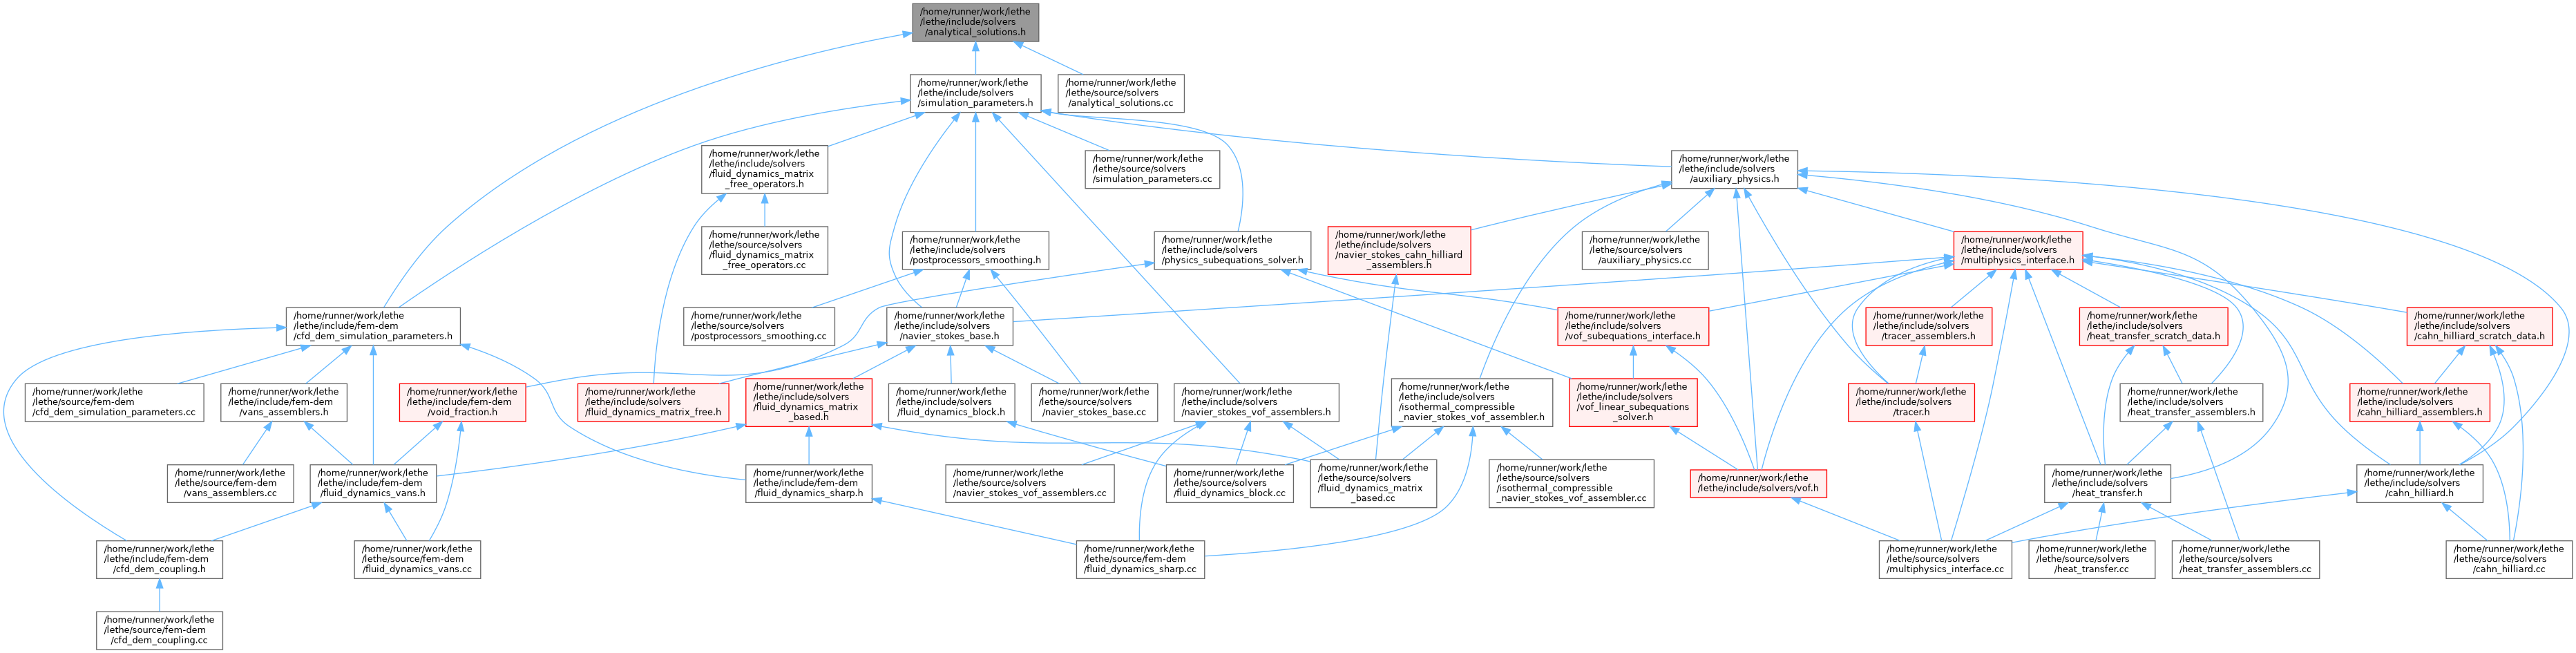 /home/runner/work/lethe
/lethe/include/solvers
/analytical_solutions.h
/home/runner/work/lethe
/lethe/include/solvers
/simulation_parameters.h
/home/runner/work/lethe
/lethe/source/solvers
/analytical_solutions.cc
/home/runner/work/lethe
/lethe/include/solvers
/fluid_dynamics_matrix
_free_operators.h
/home/runner/work/lethe
/lethe/source/solvers
/simulation_parameters.cc
/home/runner/work/lethe
/lethe/include/solvers
/auxiliary_physics.h
/home/runner/work/lethe
/lethe/source/solvers
/fluid_dynamics_matrix
_free_operators.cc
/home/runner/work/lethe
/lethe/include/solvers
/postprocessors_smoothing.h
/home/runner/work/lethe
/lethe/include/solvers
/physics_subequations_solver.h
/home/runner/work/lethe
/lethe/include/solvers
/navier_stokes_cahn_hilliard
_assemblers.h
/home/runner/work/lethe
/lethe/source/solvers
/auxiliary_physics.cc
/home/runner/work/lethe
/lethe/include/solvers
/multiphysics_interface.h
/home/runner/work/lethe
/lethe/include/fem-dem
/cfd_dem_simulation_parameters.h
/home/runner/work/lethe
/lethe/source/solvers
/postprocessors_smoothing.cc
/home/runner/work/lethe
/lethe/include/solvers
/navier_stokes_base.h
/home/runner/work/lethe
/lethe/include/solvers
/vof_subequations_interface.h
/home/runner/work/lethe
/lethe/include/solvers
/tracer_assemblers.h
/home/runner/work/lethe
/lethe/include/solvers
/heat_transfer_scratch_data.h
/home/runner/work/lethe
/lethe/include/solvers
/cahn_hilliard_scratch_data.h
/home/runner/work/lethe
/lethe/source/fem-dem
/cfd_dem_simulation_parameters.cc
/home/runner/work/lethe
/lethe/include/fem-dem
/vans_assemblers.h
/home/runner/work/lethe
/lethe/include/fem-dem
/void_fraction.h
/home/runner/work/lethe
/lethe/include/solvers
/fluid_dynamics_matrix_free.h
/home/runner/work/lethe
/lethe/include/solvers
/fluid_dynamics_matrix
_based.h
/home/runner/work/lethe
/lethe/include/solvers
/fluid_dynamics_block.h
/home/runner/work/lethe
/lethe/source/solvers
/navier_stokes_base.cc
/home/runner/work/lethe
/lethe/include/solvers
/navier_stokes_vof_assemblers.h
/home/runner/work/lethe
/lethe/include/solvers
/isothermal_compressible
_navier_stokes_vof_assembler.h
/home/runner/work/lethe
/lethe/include/solvers
/vof_linear_subequations
_solver.h
/home/runner/work/lethe
/lethe/include/solvers
/tracer.h
/home/runner/work/lethe
/lethe/include/solvers
/heat_transfer_assemblers.h
/home/runner/work/lethe
/lethe/include/solvers
/cahn_hilliard_assemblers.h
/home/runner/work/lethe
/lethe/source/fem-dem
/vans_assemblers.cc
/home/runner/work/lethe
/lethe/include/fem-dem
/fluid_dynamics_vans.h
/home/runner/work/lethe
/lethe/include/fem-dem
/fluid_dynamics_sharp.h
/home/runner/work/lethe
/lethe/source/solvers
/navier_stokes_vof_assemblers.cc
/home/runner/work/lethe
/lethe/source/solvers
/fluid_dynamics_block.cc
/home/runner/work/lethe
/lethe/source/solvers
/fluid_dynamics_matrix
_based.cc
/home/runner/work/lethe
/lethe/source/solvers
/isothermal_compressible
_navier_stokes_vof_assembler.cc
/home/runner/work/lethe
/lethe/include/solvers/vof.h
/home/runner/work/lethe
/lethe/include/solvers
/heat_transfer.h
/home/runner/work/lethe
/lethe/include/solvers
/cahn_hilliard.h
/home/runner/work/lethe
/lethe/include/fem-dem
/cfd_dem_coupling.h
/home/runner/work/lethe
/lethe/source/fem-dem
/fluid_dynamics_vans.cc
/home/runner/work/lethe
/lethe/source/fem-dem
/fluid_dynamics_sharp.cc
/home/runner/work/lethe
/lethe/source/solvers
/multiphysics_interface.cc
/home/runner/work/lethe
/lethe/source/solvers
/heat_transfer.cc
/home/runner/work/lethe
/lethe/source/solvers
/heat_transfer_assemblers.cc
/home/runner/work/lethe
/lethe/source/solvers
/cahn_hilliard.cc
/home/runner/work/lethe
/lethe/source/fem-dem
/cfd_dem_coupling.cc